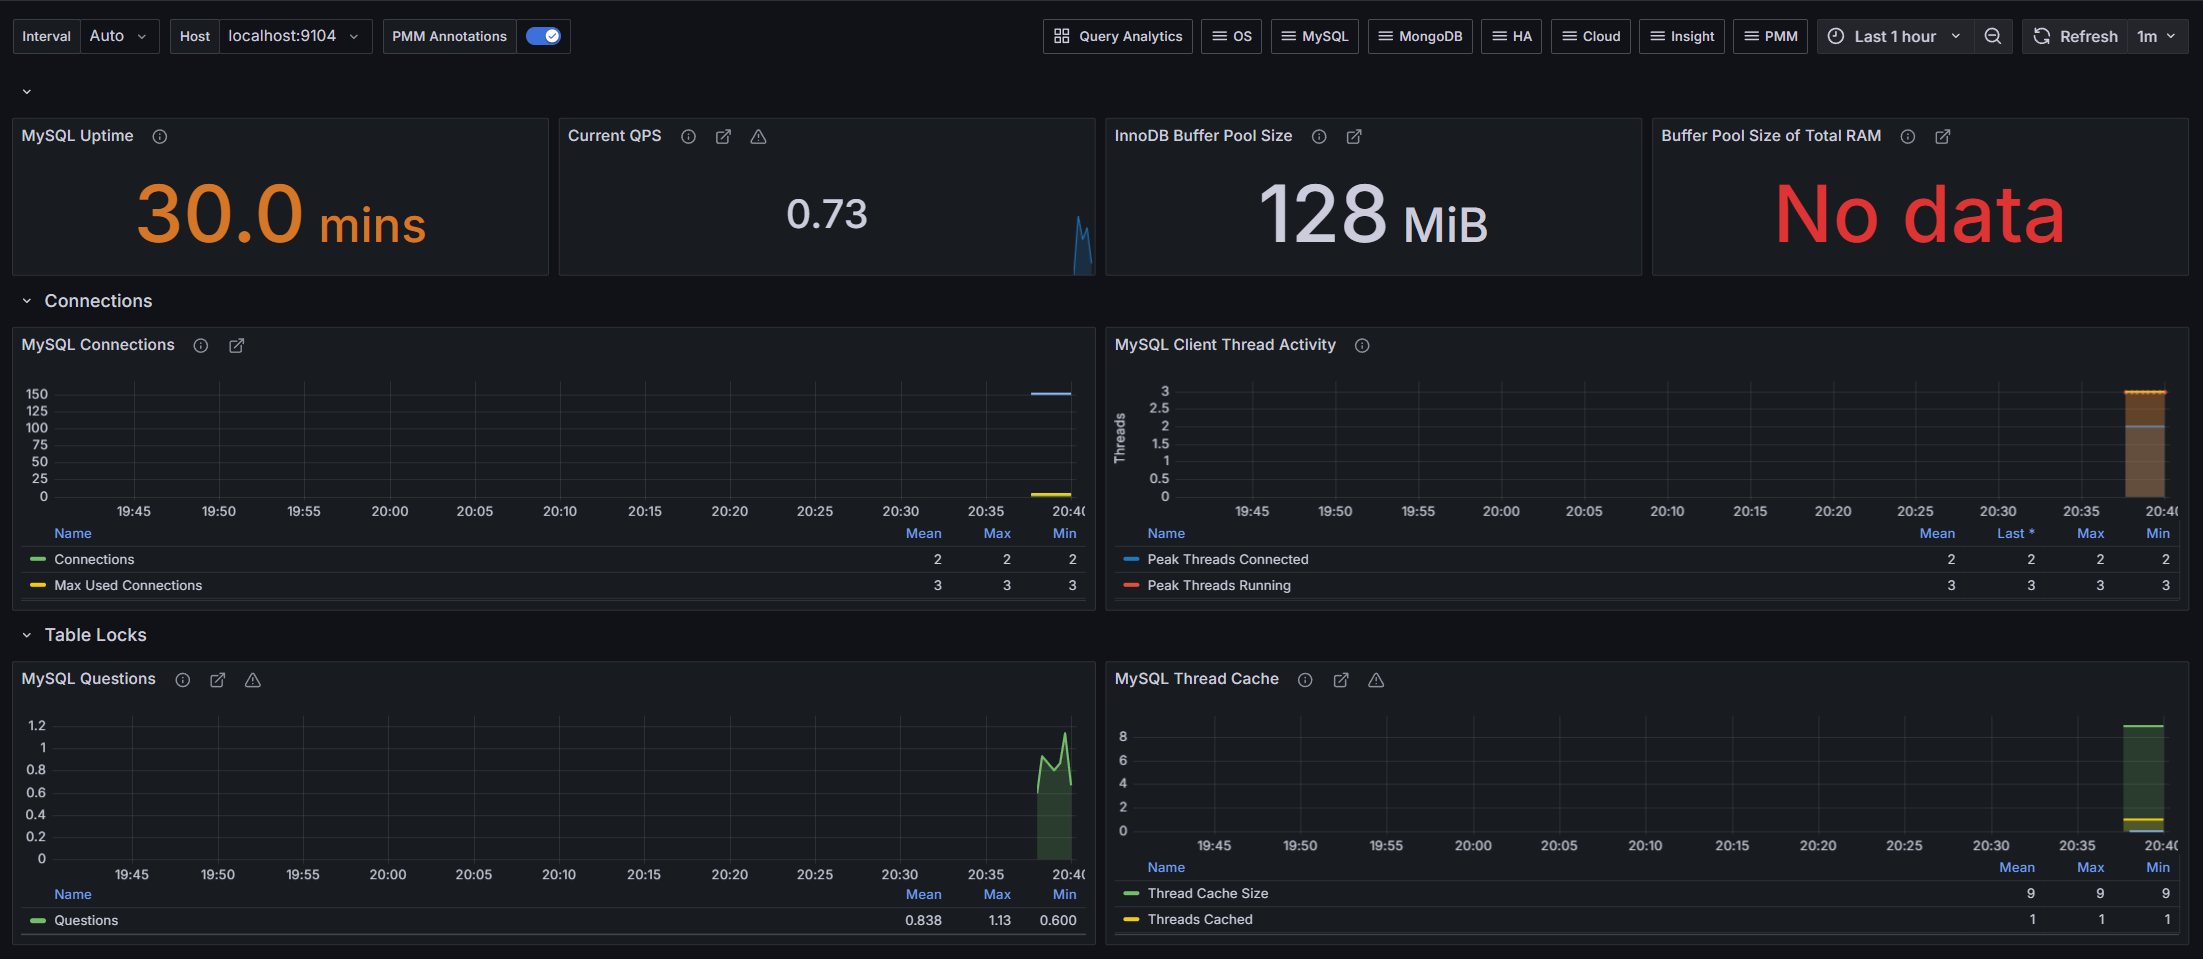 Interval Auto Host localhost:9104 PMM Annotations Query Analytics OS MySQL MongoDB HA Cloud Insight PMM Last 1 hour Refresh 1m
MySQL Uptime
30.0 mins
Current QPS
0.73
InnoDB Buffer Pool Size
128 MiB
Buffer Pool Size of Total RAM
No data
Connections
MySQL Connections
150
125
100
75
50
25
0
19:45 19:50 19:55 20:00 20:05 20:10 20:15 20:20 20:25 20:30 20:35 20:40
Name Mean Max Min
Connections 2 2 2
Max Used Connections 3 3 3
MySQL Client Thread Activity
Threads
3
2.5
2
1.5
1
0.5
0
19:45 19:50 19:55 20:00 20:05 20:10 20:15 20:20 20:25 20:30 20:35 20:40
Name Mean Last * Max Min
Peak Threads Connected 2 2 2 2
Peak Threads Running 3 3 3 3
Table Locks
MySQL Questions
1.2
1
0.8
0.6
0.4
0.2
0
19:45 19:50 19:55 20:00 20:05 20:10 20:15 20:20 20:25 20:30 20:35 20:40
Name Mean Max Min
Questions 0.838 1.13 0.600
MySQL Thread Cache
8
6
4
2
0
19:45 19:50 19:55 20:00 20:05 20:10 20:15 20:20 20:25 20:30 20:35 20:40
Name Mean Max Min
Thread Cache Size 9 9 9
Threads Cached 1 1 1